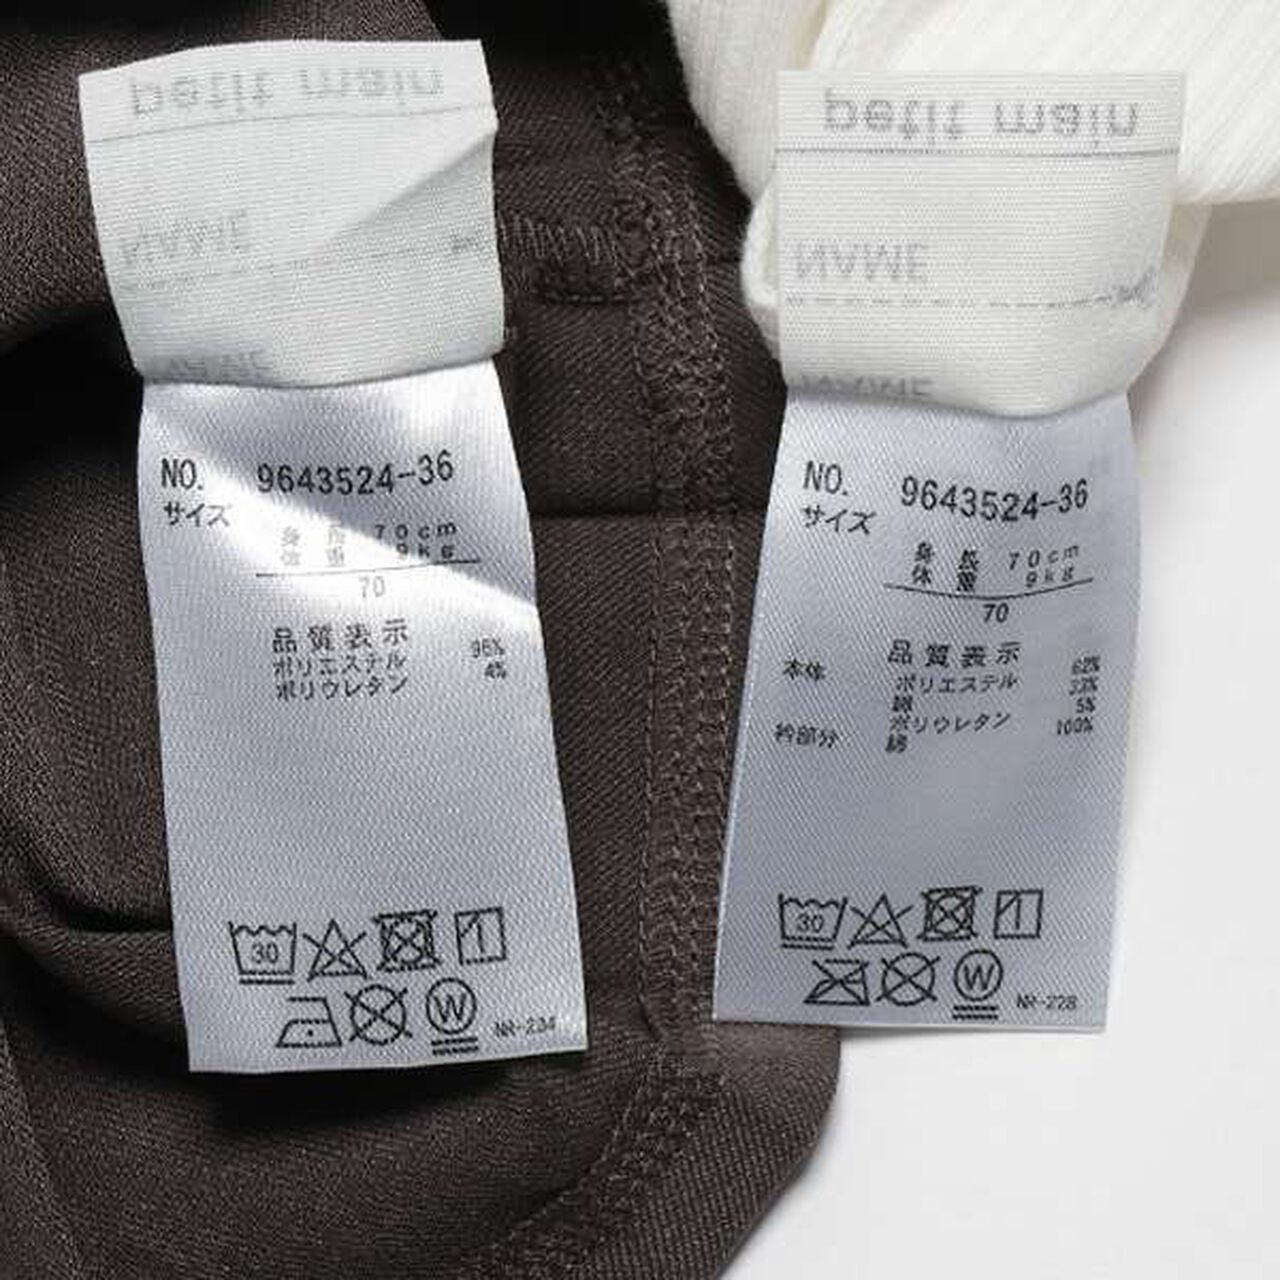 petit main
NAME
NAME
NO. 9643524-36
サイズ
身長 70cm
体重 9kg
70
品質表示
ポリエステル 96%
ポリウレタン 4%
30
W
NR-234
petit main
NAME
NAME
NO. 9643524-36
サイズ
身長 70cm
体重 9kg
70
品質表示
本体 ポリエステル 62%
綿 33%
ポリウレタン 5%
衿部分 綿 100%
30
W
NR-228